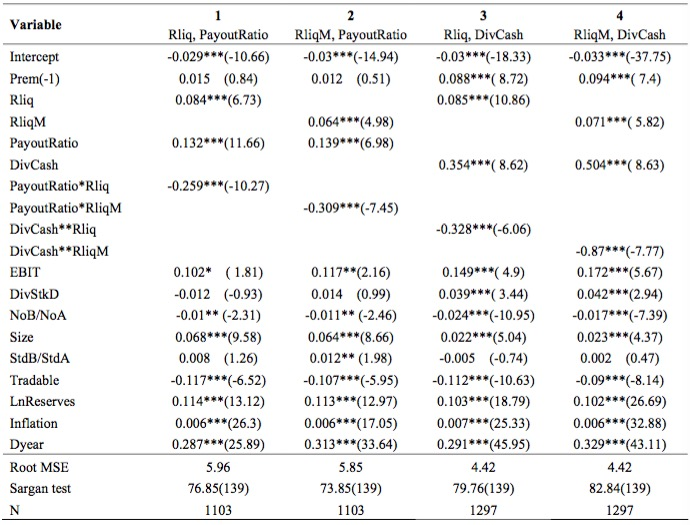 Variable 1 2 3 4
Rliq, PayoutRatio RliqM, PayoutRatio Rliq, DivCash RliqM, DivCash
Intercept -0.029***(-10.66) -0.03***(-14.94) -0.03***(-18.33) -0.033***(-37.75)
Prem(-1) 0.015 (0.84) 0.012 (0.51) 0.088***( 8.72) 0.094***( 7.4)
Rliq 0.084***(6.73) 0.085***(10.86)
RliqM 0.064***(4.98) 0.071***( 5.82)
PayoutRatio 0.132***(11.66) 0.139***(6.98)
DivCash 0.354***( 8.62) 0.504***( 8.63)
PayoutRatio*Rliq -0.259***(-10.27)
PayoutRatio*RliqM -0.309***(-7.45)
DivCash**Rliq -0.328***(-6.06)
DivCash**RliqM -0.87***(-7.77)
EBIT 0.102* ( 1.81) 0.117**(2.16) 0.149***( 4.9) 0.172***(5.67)
DivStkD -0.012 (-0.93) 0.014 (0.99) 0.039***( 3.44) 0.042***(2.94)
NoB/NoA -0.01** (-2.31) -0.011** (-2.46) -0.024***(-10.95) -0.017***(-7.39)
Size 0.068***(9.58) 0.064***(8.66) 0.022***(5.04) 0.023***(4.37)
StdB/StdA 0.008 (1.26) 0.012** (1.98) -0.005 (-0.74) 0.002 (0.47)
Tradable -0.117***(-6.52) -0.107***(-5.95) -0.112***(-10.63) -0.09***(-8.14)
LnReserves 0.114***(13.12) 0.113***(12.97) 0.103***(18.79) 0.102***(26.69)
Inflation 0.006***(26.3) 0.006***(17.05) 0.007***(25.33) 0.006***(32.88)
Dyear 0.287***(25.89) 0.313***(33.64) 0.291***(45.95) 0.329***(43.11)
Root MSE 5.96 5.85 4.42 4.42
Sargan test 76.85(139) 73.85(139) 79.76(139) 82.84(139)
N 1103 1103 1297 1297